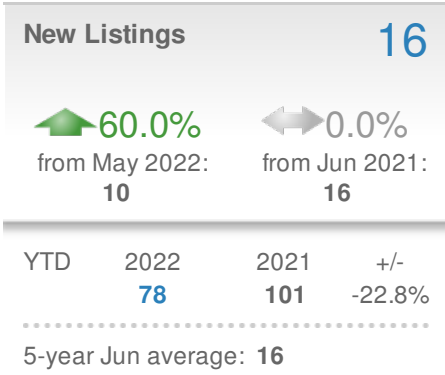 New Listings 16
60.0% 0.0%
from May 2022: from Jun 2021:
10 16
YTD 2022 2021 +/-
78 101 -22.8%
5-year Jun average: 16